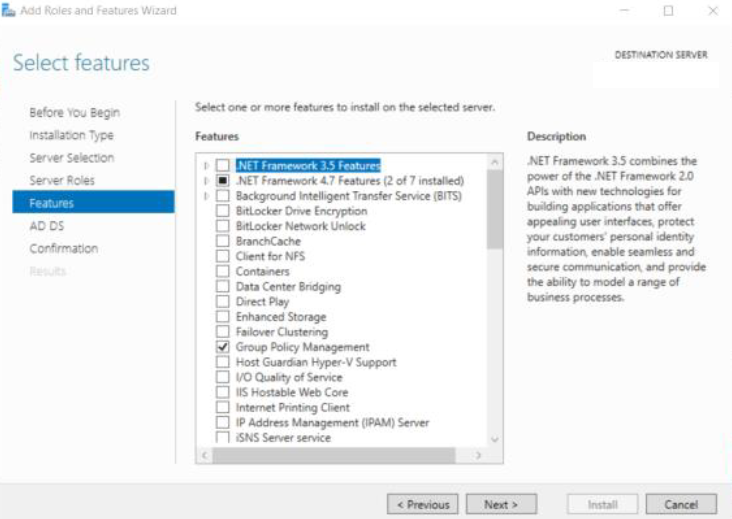 Add Roles and Features Wizard
Select features
DESTINATION SERVER
Before You Begin
Installation Type
Server Selection
Server Roles
Features
AD DS
Confirmation
Results
Select one or more features to install on the selected server.
Features
.NET Framework 3.5 Features
.NET Framework 4.7 Features (2 of 7 installed)
Background Intelligent Transfer Service (BITS)
BitLocker Drive Encryption
BitLocker Network Unlock
BranchCache
Client for NFS
Containers
Data Center Bridging
Direct Play
Enhanced Storage
Failover Clustering
Group Policy Management
Host Guardian Hyper-V Support
I/O Quality of Service
IIS Hostable Web Core
Internet Printing Client
IP Address Management (IPAM) Server
iSNS Server service
Description
.NET Framework 3.5 combines the
power of the .NET Framework 2.0
APIs with new technologies for
building applications that offer
appealing user interfaces, protect
your customers' personal identity
information, enable seamless and
secure communication, and provide
the ability to model a range of
business processes.
< Previous
Next >
Install
Cancel